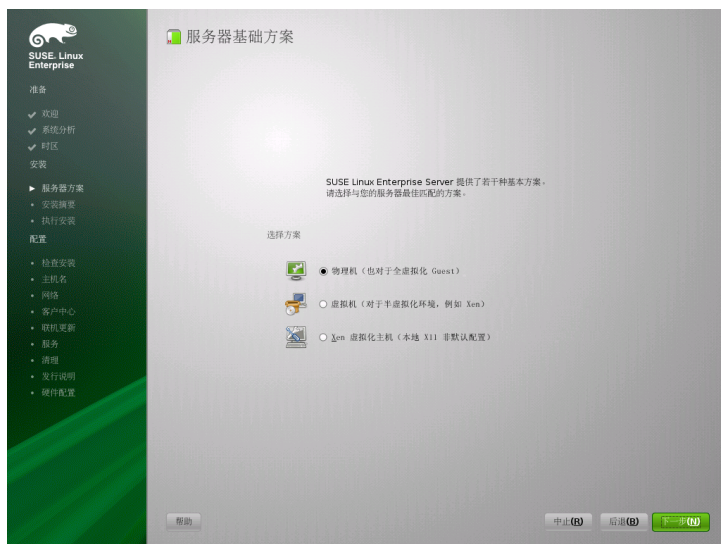 SUSE. Linux
Enterprise
准备
欢迎
系统分析
时区
安装
服务器方案
安装摘要
执行安装
配置
检查安装
主机名
网络
客户中心
联机更新
服务
清理
发行说明
硬件配置
服务器基础方案
SUSE Linux Enterprise Server 提供了若干种基本方案。
请选择与您的服务器最佳匹配的方案。
选择方案
物理机（也对于全虚拟化 Guest）
虚拟机（对于半虚拟化环境，例如 Xen）
Xen 虚拟化主机（本地 X11 非默认配置）
帮助
中止(R)
后退(B)
下一步(N)